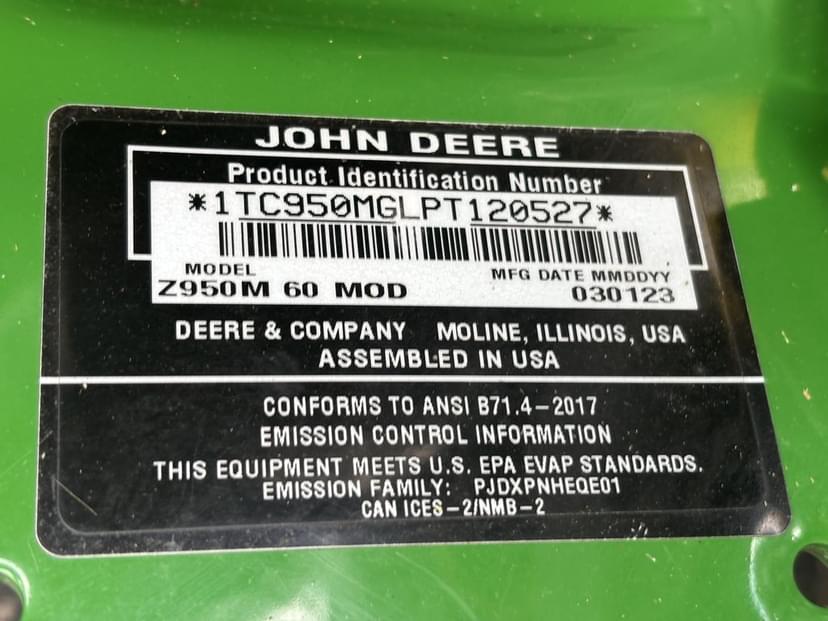 JOHN DEERE
Product Identification Number
*1TC950MGLPT120527*
MODEL MFG DATE MMDDYY
Z950M 60 MOD 030123
DEERE & COMPANY MOLINE, ILLINOIS, USA
ASSEMBLED IN USA
CONFORMS TO ANSI B71.4-2017
EMISSION CONTROL INFORMATION
THIS EQUIPMENT MEETS U.S. EPA EVAP STANDARDS.
EMISSION FAMILY: PJDXPNHEQE01
CAN ICES-2/NMB-2